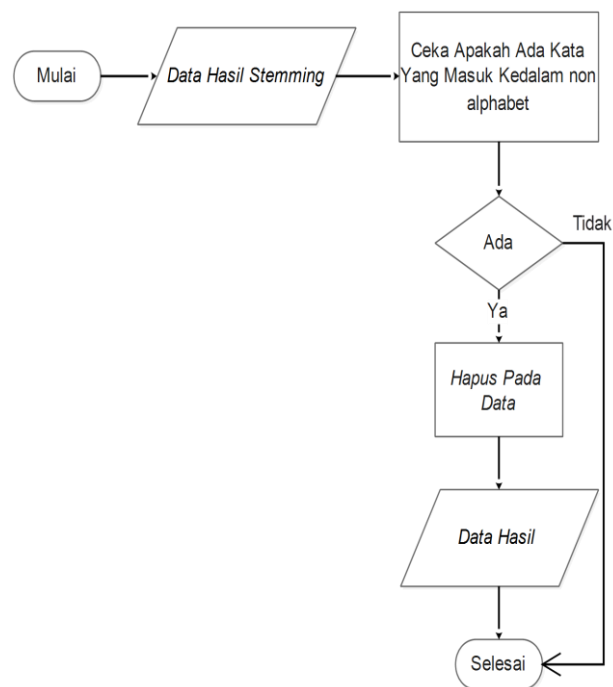 Mulai
Data Hasil Stemming
Ceka Apakah Ada Kata
Yang Masuk Kedalam non
alphabet
Ada
Tidak
Ya
Hapus Pada
Data
Data Hasil
Selesai